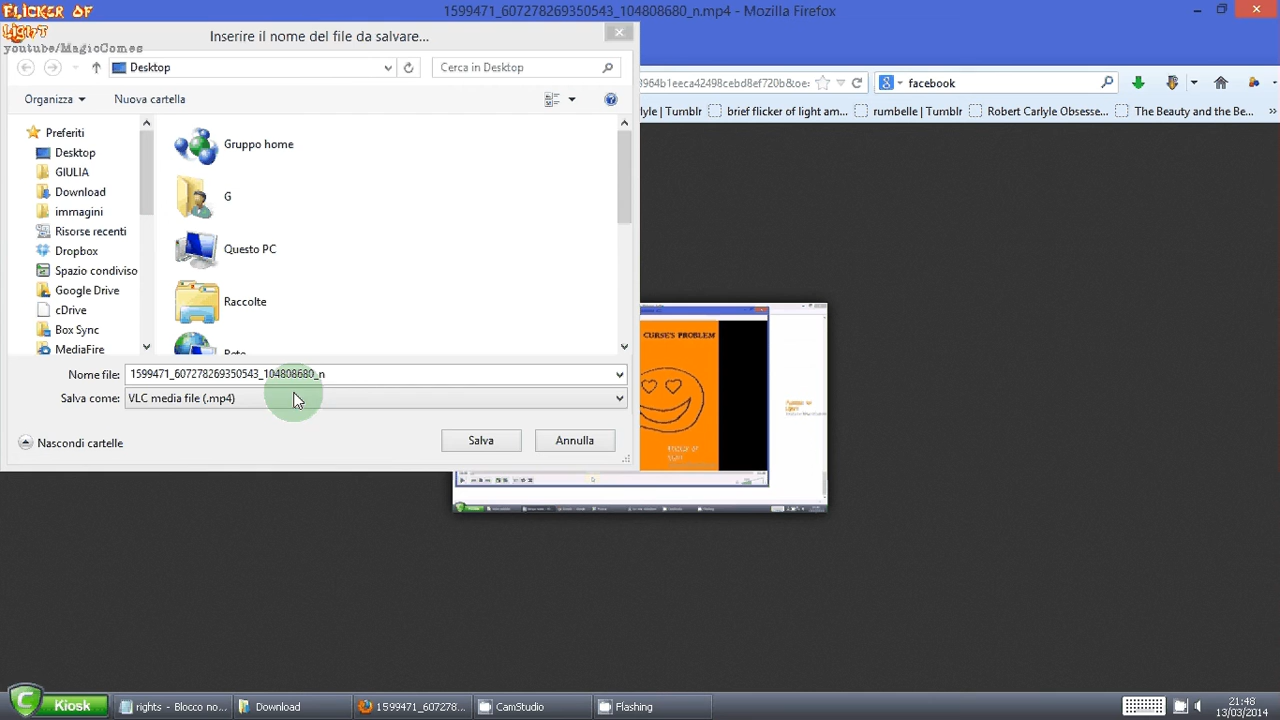 FLICKER OF
LIGHT
youtube/MagicComes
1599471_607278269350543_104808680_n.mp4 - Mozilla Firefox
Inserire il nome del file da salvare...
Desktop
Cerca in Desktop
3964b1eeca42498cebd8ef720b&oe:
facebook
Organizza
Nuova cartella
lyle | Tumblr
brief flicker of light am...
rumbelle | Tumblr
Robert Carlyle Obsesse...
The Beauty and the Be...
Preferiti
Desktop
GIULIA
Download
immagini
Risorse recenti
Dropbox
Spazio condiviso
Google Drive
cDrive
Box Sync
MediaFire
Gruppo home
G
Questo PC
Raccolte
Rete
CURSE'S PROBLEM
Nome file:
1599471_607278269350543_104808680_n
Salva come:
VLC media file (.mp4)
Nascondi cartelle
Salva
Annulla
Kiosk
rights - Blocco no...
Download
1599471_60727...
CamStudio
Flashing
21:48
13/03/2014